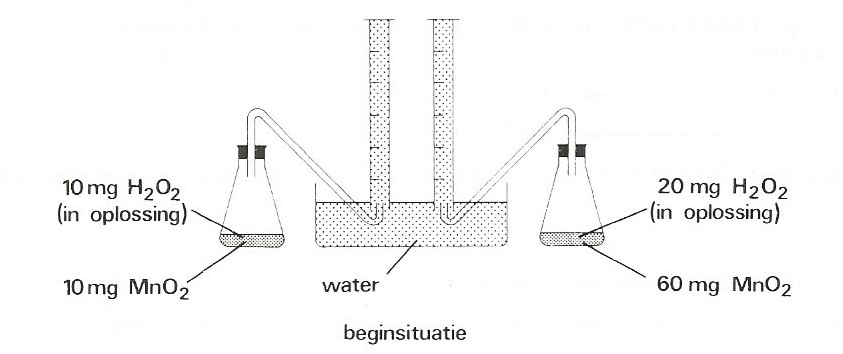 10 mg H₂O₂
(in oplossing)
10 mg MnO₂
water
20 mg H₂O₂
(in oplossing)
60 mg MnO₂
beginsituatie